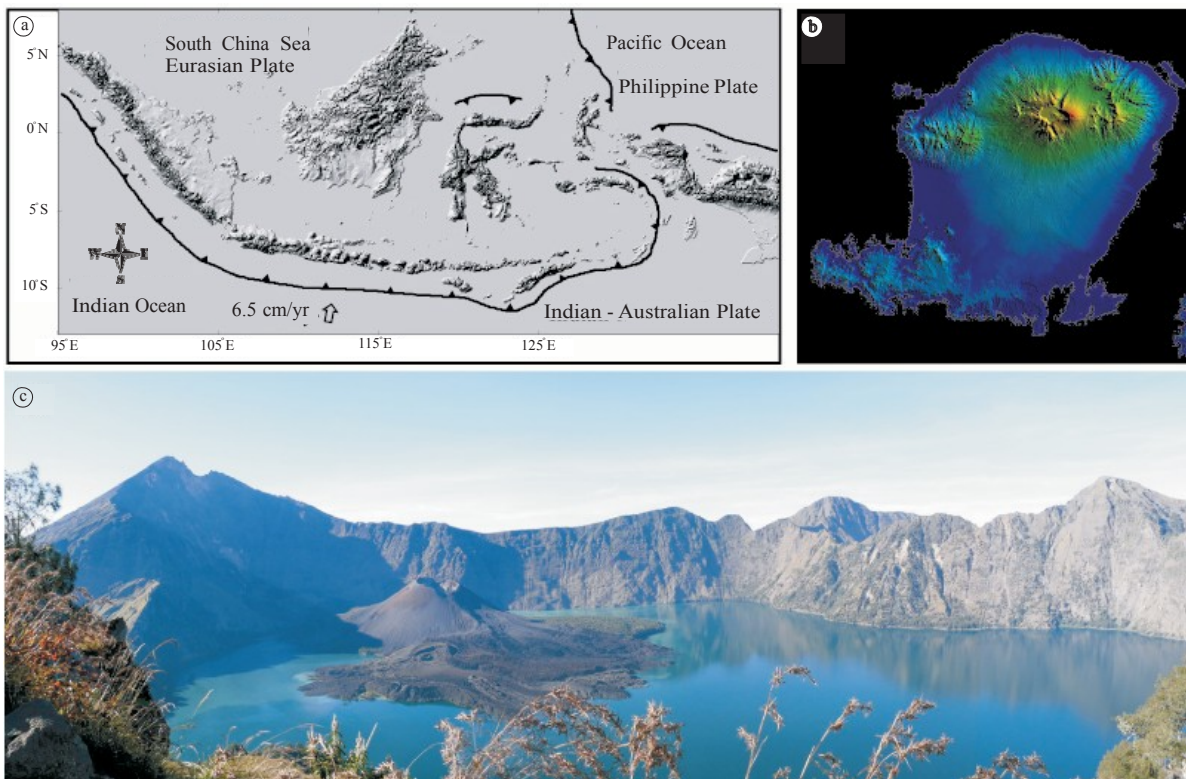 a
South China Sea
Eurasian Plate
Pacific Ocean
Philippine Plate
5°N
0°N
5°S
10°S
N
W E
S
Indian Ocean
6.5 cm/yr
Indian - Australian Plate
95°E
105°E
115°E
125°E
b
c